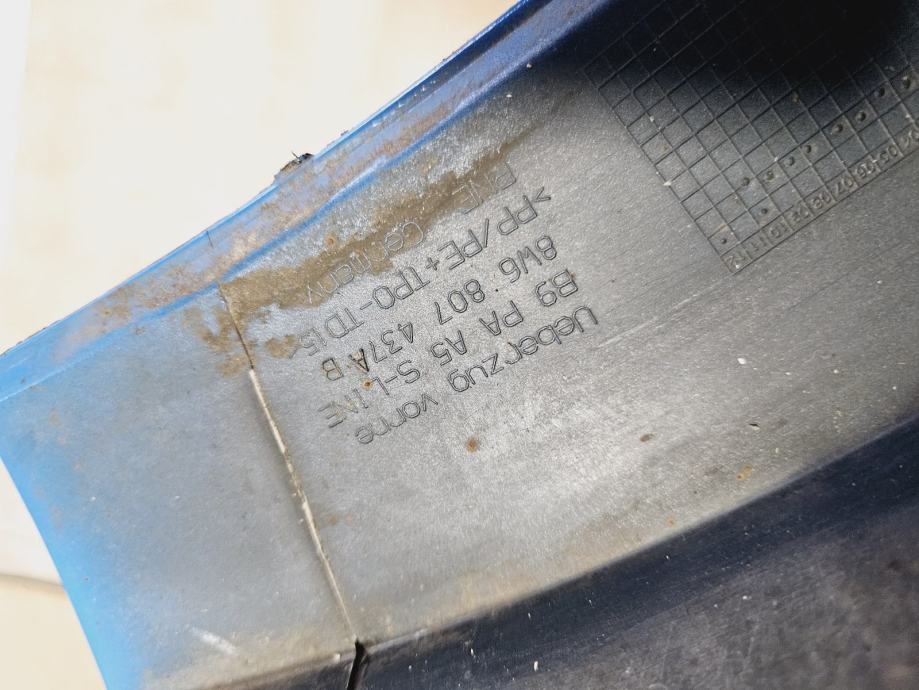 Ueberzug vorne
B9 PA A5 S-LINE
8W6 807 437A B
>PP/PE+TPO-TD15<
Germany